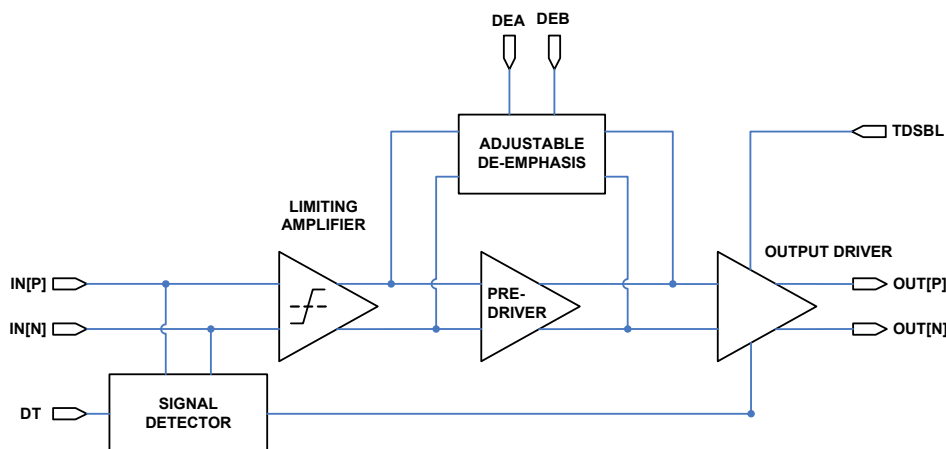 DEA DEB
ADJUSTABLE
DE-EMPHASIS
TDSBL
LIMITING
AMPLIFIER
OUTPUT DRIVER
IN[P]
PRE-
DRIVER
OUT[P]
IN[N]
OUT[N]
DT
SIGNAL
DETECTOR